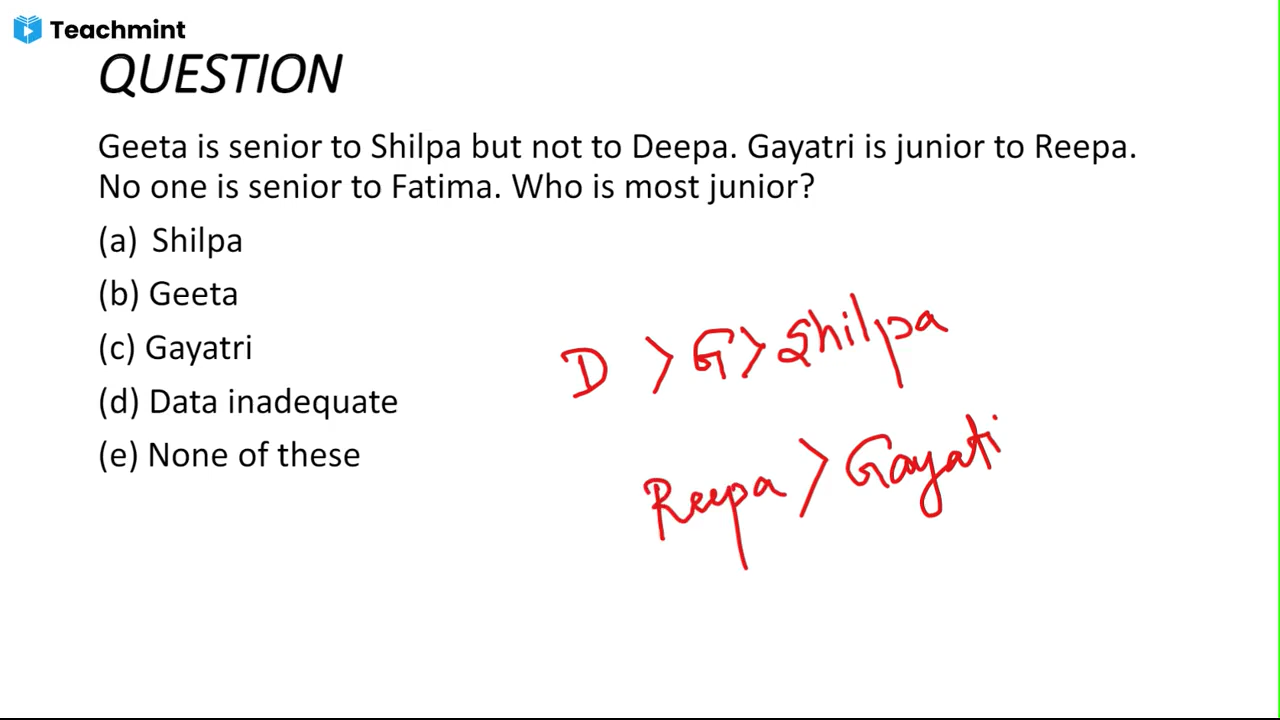 Teachmint
QUESTION
Geeta is senior to Shilpa but not to Deepa. Gayatri is junior to Reepa.
No one is senior to Fatima. Who is most junior?
(a) Shilpa
(b) Geeta
(c) Gayatri
(d) Data inadequate
(e) None of these
D > G > Shilpa
Reepa > Gayati